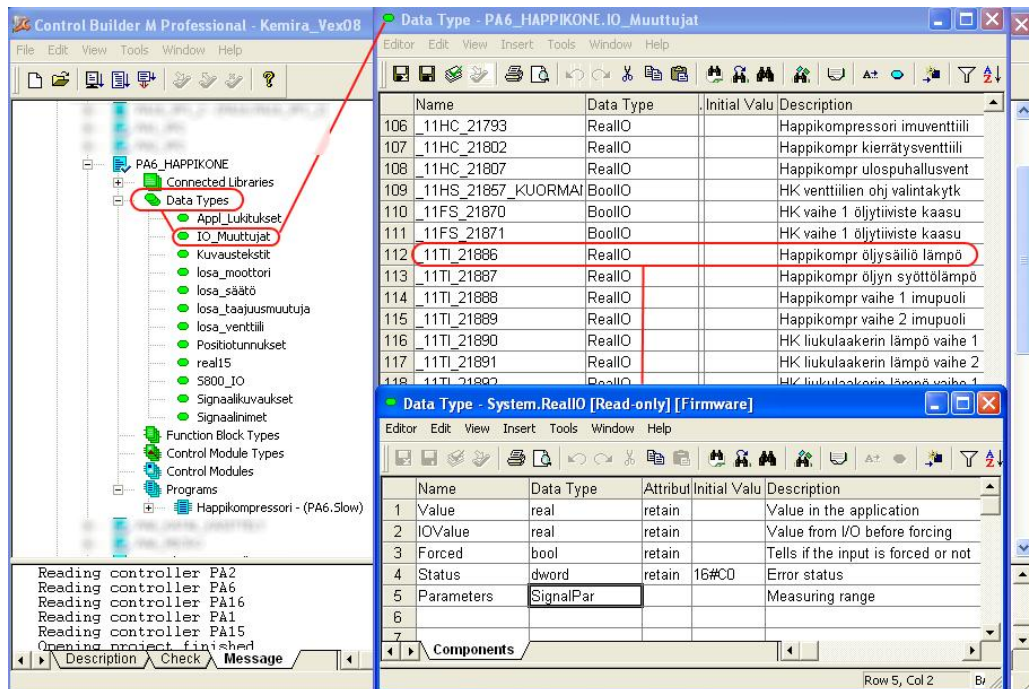 Control Builder M Professional - Kemira_Vex08
File Edit View Tools Window Help
PA6_HAPPIKONE
Connected Libraries
Data Types
Appl_Lukitukset
IO_Muuttujat
Kuvaustekstit
losa_moottori
losa_säätö
losa_taajuusmuutuja
losa_venttiili
Positiotunnukset
real15
S800_IO
Signaalikuvaukset
Signaalinimet
Function Block Types
Control Module Types
Control Modules
Programs
Happikompressori - (PA6.Slow)
Reading controller PA2
Reading controller PA6
Reading controller PA16
Reading controller PA1
Reading controller PA15
Opening project finished
Description Check Message
Data Type - PA6_HAPPIKONE.IO_Muuttujat
Editor Edit View Insert Tools Window Help
Name Data Type . Initial Valu Description
106 _11HC_21793 RealIO Happikompressori imuventtiili
107 _11HC_21802 RealIO Happikompr kierrätysventtiili
108 _11HC_21807 RealIO Happikompr ulospuhallusvent
109 _11HS_21857_KUORMAI BoolIO HK venttiilien ohj valintakytk
110 _11FS_21870 BoolIO HK vaihe 1 öljytiiviste kaasu
111 _11FS_21871 BoolIO HK vaihe 1 öljytiiviste kaasu
112 _11TI_21886 RealIO Happikompr öljysäiliö lämpö
113 _11TI_21887 RealIO Happikompr öljyn syöttölämpö
114 _11TI_21888 RealIO Happikompr vaihe 1 imupuoli
115 _11TI_21889 RealIO Happikompr vaihe 2 imupuoli
116 _11TI_21890 RealIO HK liukulaakerin lämpö vaihe 1
117 _11TI_21891 RealIO HK liukulaakerin lämpö vaihe 2
118 _11TI_21892 RealIO HK liukulaakerin lämpö vaihe 1
Data Type - System.RealIO [Read-only] [Firmware]
Editor Edit View Insert Tools Window Help
Name Data Type Attribut Initial Valu Description
1 Value real retain Value in the application
2 IOValue real retain Value from I/O before forcing
3 Forced bool retain Tells if the input is forced or not
4 Status dword retain 16#C0 Error status
5 Parameters SignalPar Measuring range
6
7
Components
Row 5, Col 2